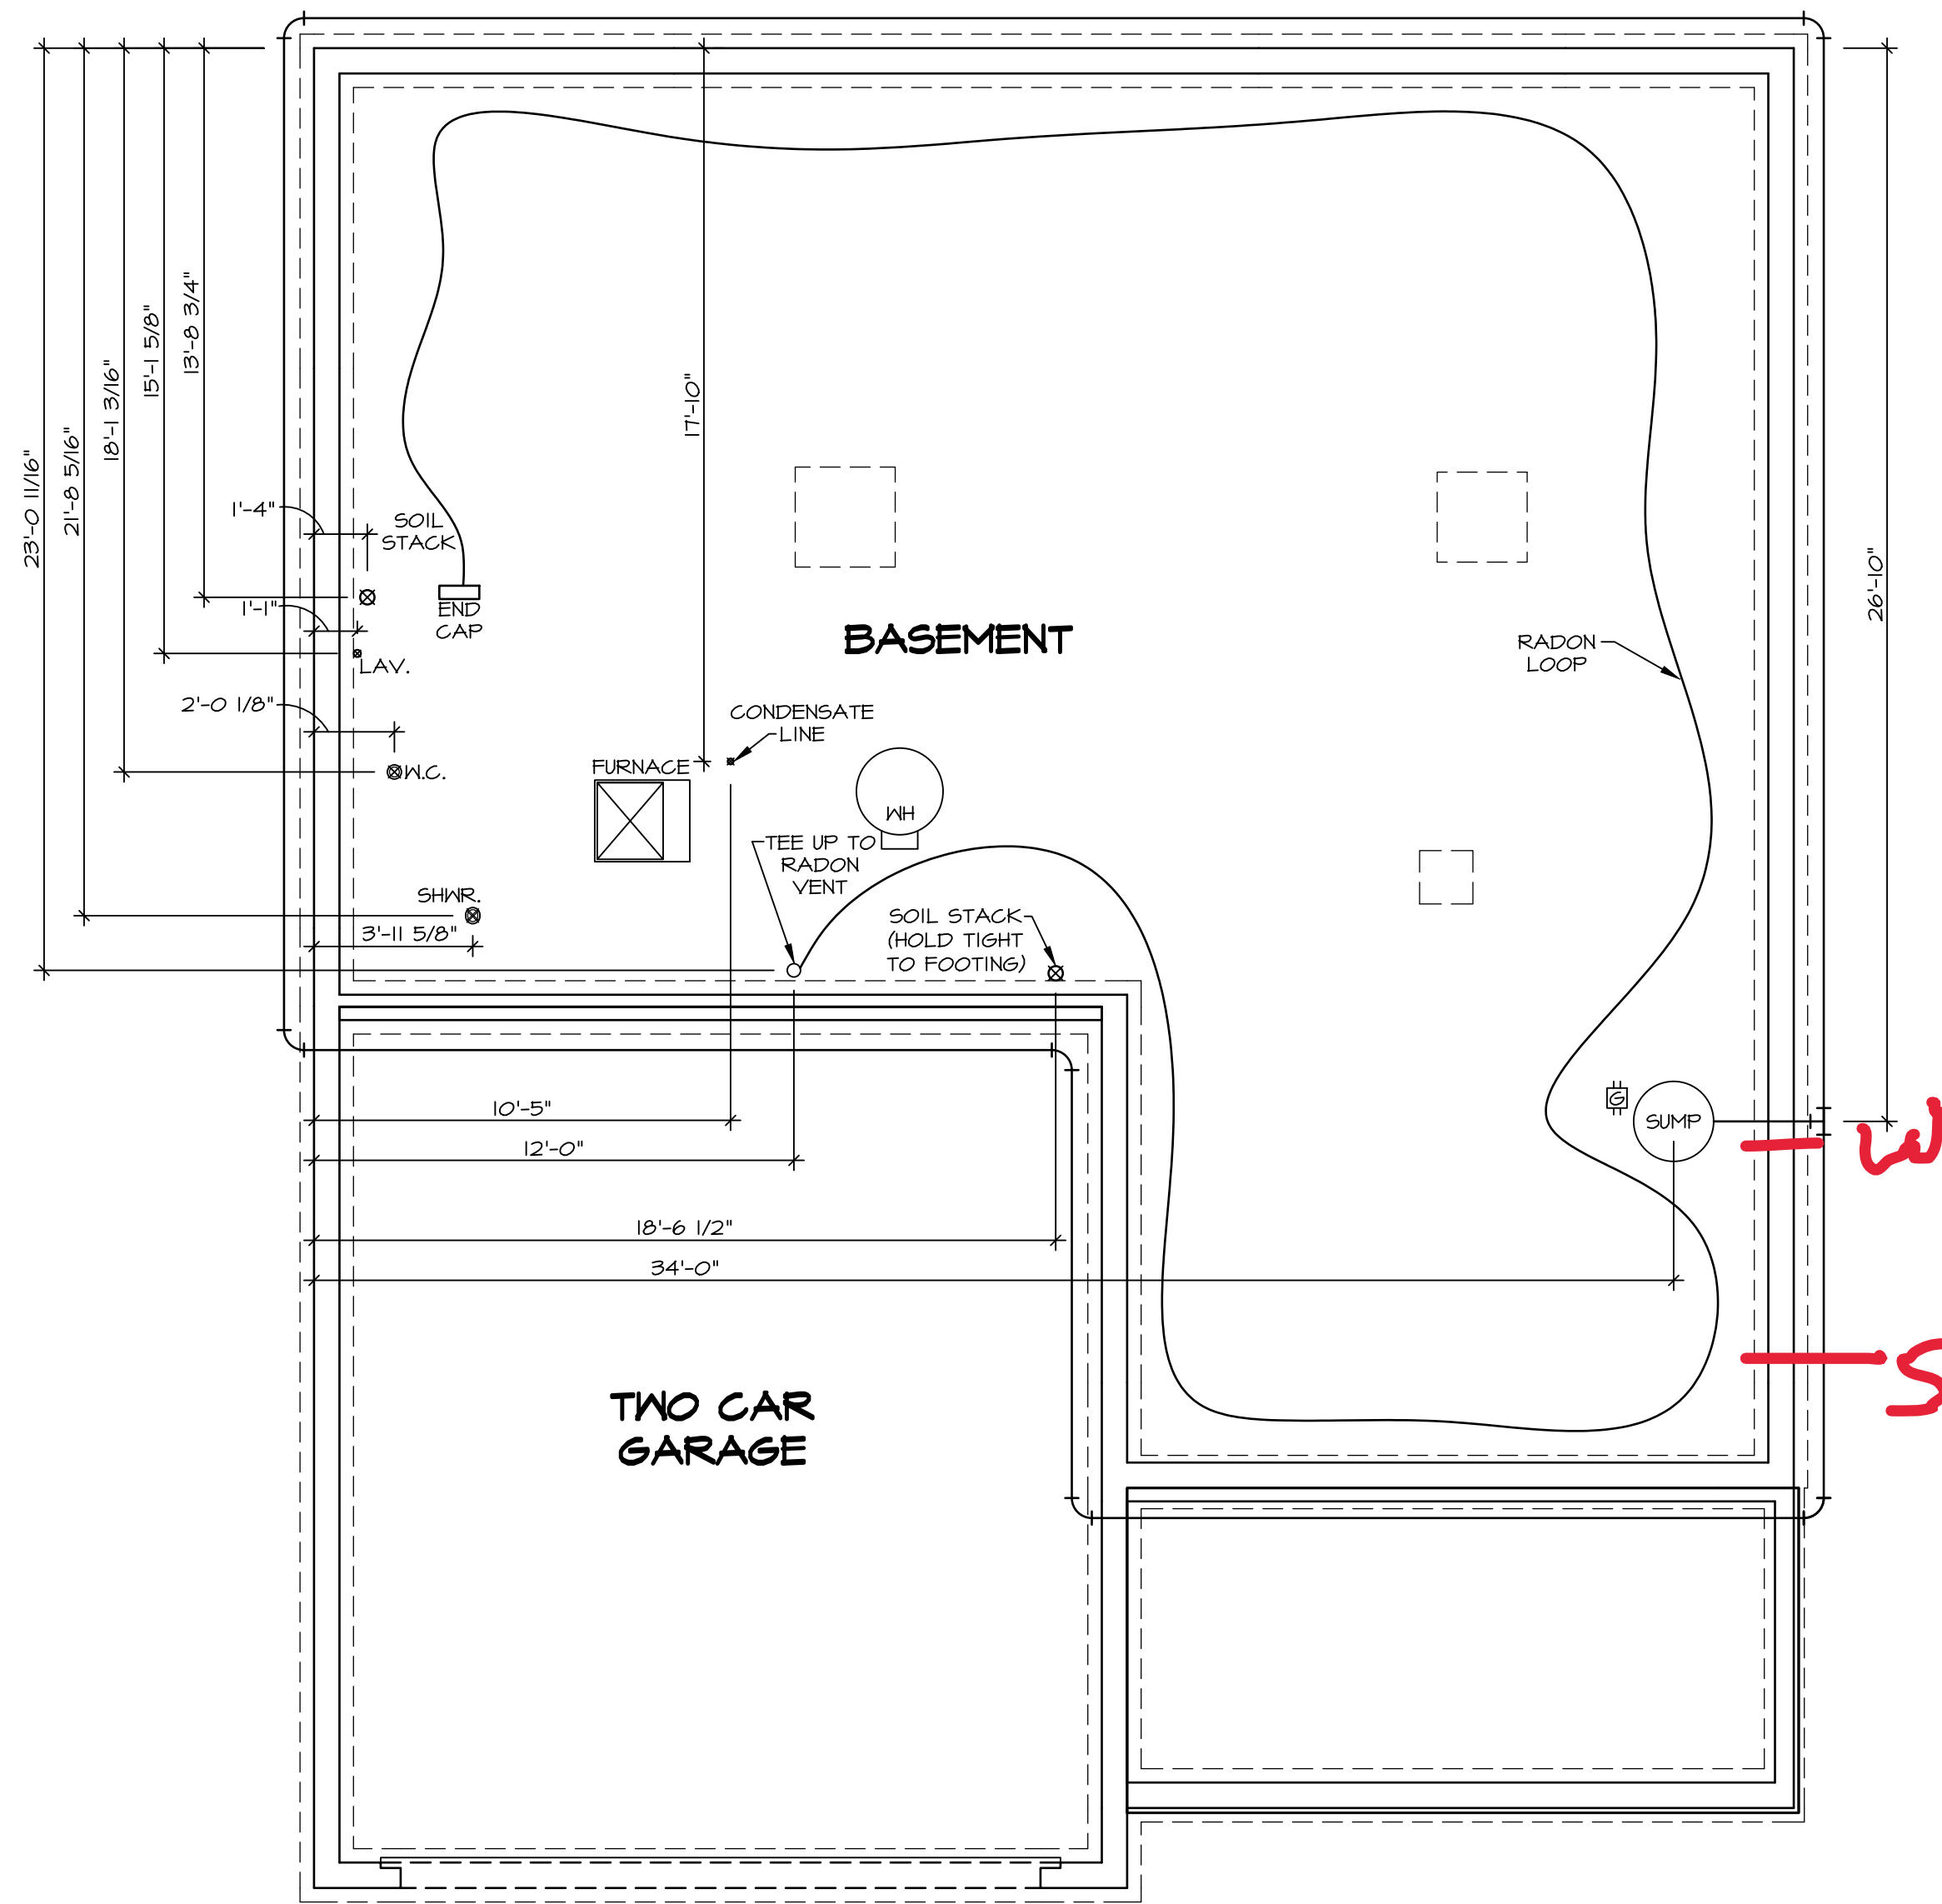 13'-8 3/4"
15'-1 5/8"
18'-1 3/16"
21'-8 5/16"
23'-0 11/16"
17'-10"
26'-10"
1'-4"
SOIL
STACK
END
CAP
1'-1"
LAV.
2'-0 1/8"
W.C.
BASEMENT
RADON
LOOP
CONDENSATE
LINE
FURNACE
WH
TEE UP TO
RADON
VENT
SHWR.
3'-11 5/8"
SOIL STACK
(HOLD TIGHT
TO FOOTING)
G
SUMP
10'-5"
12'-0"
18'-6 1/2"
34'-0"
TWO CAR
GARAGE